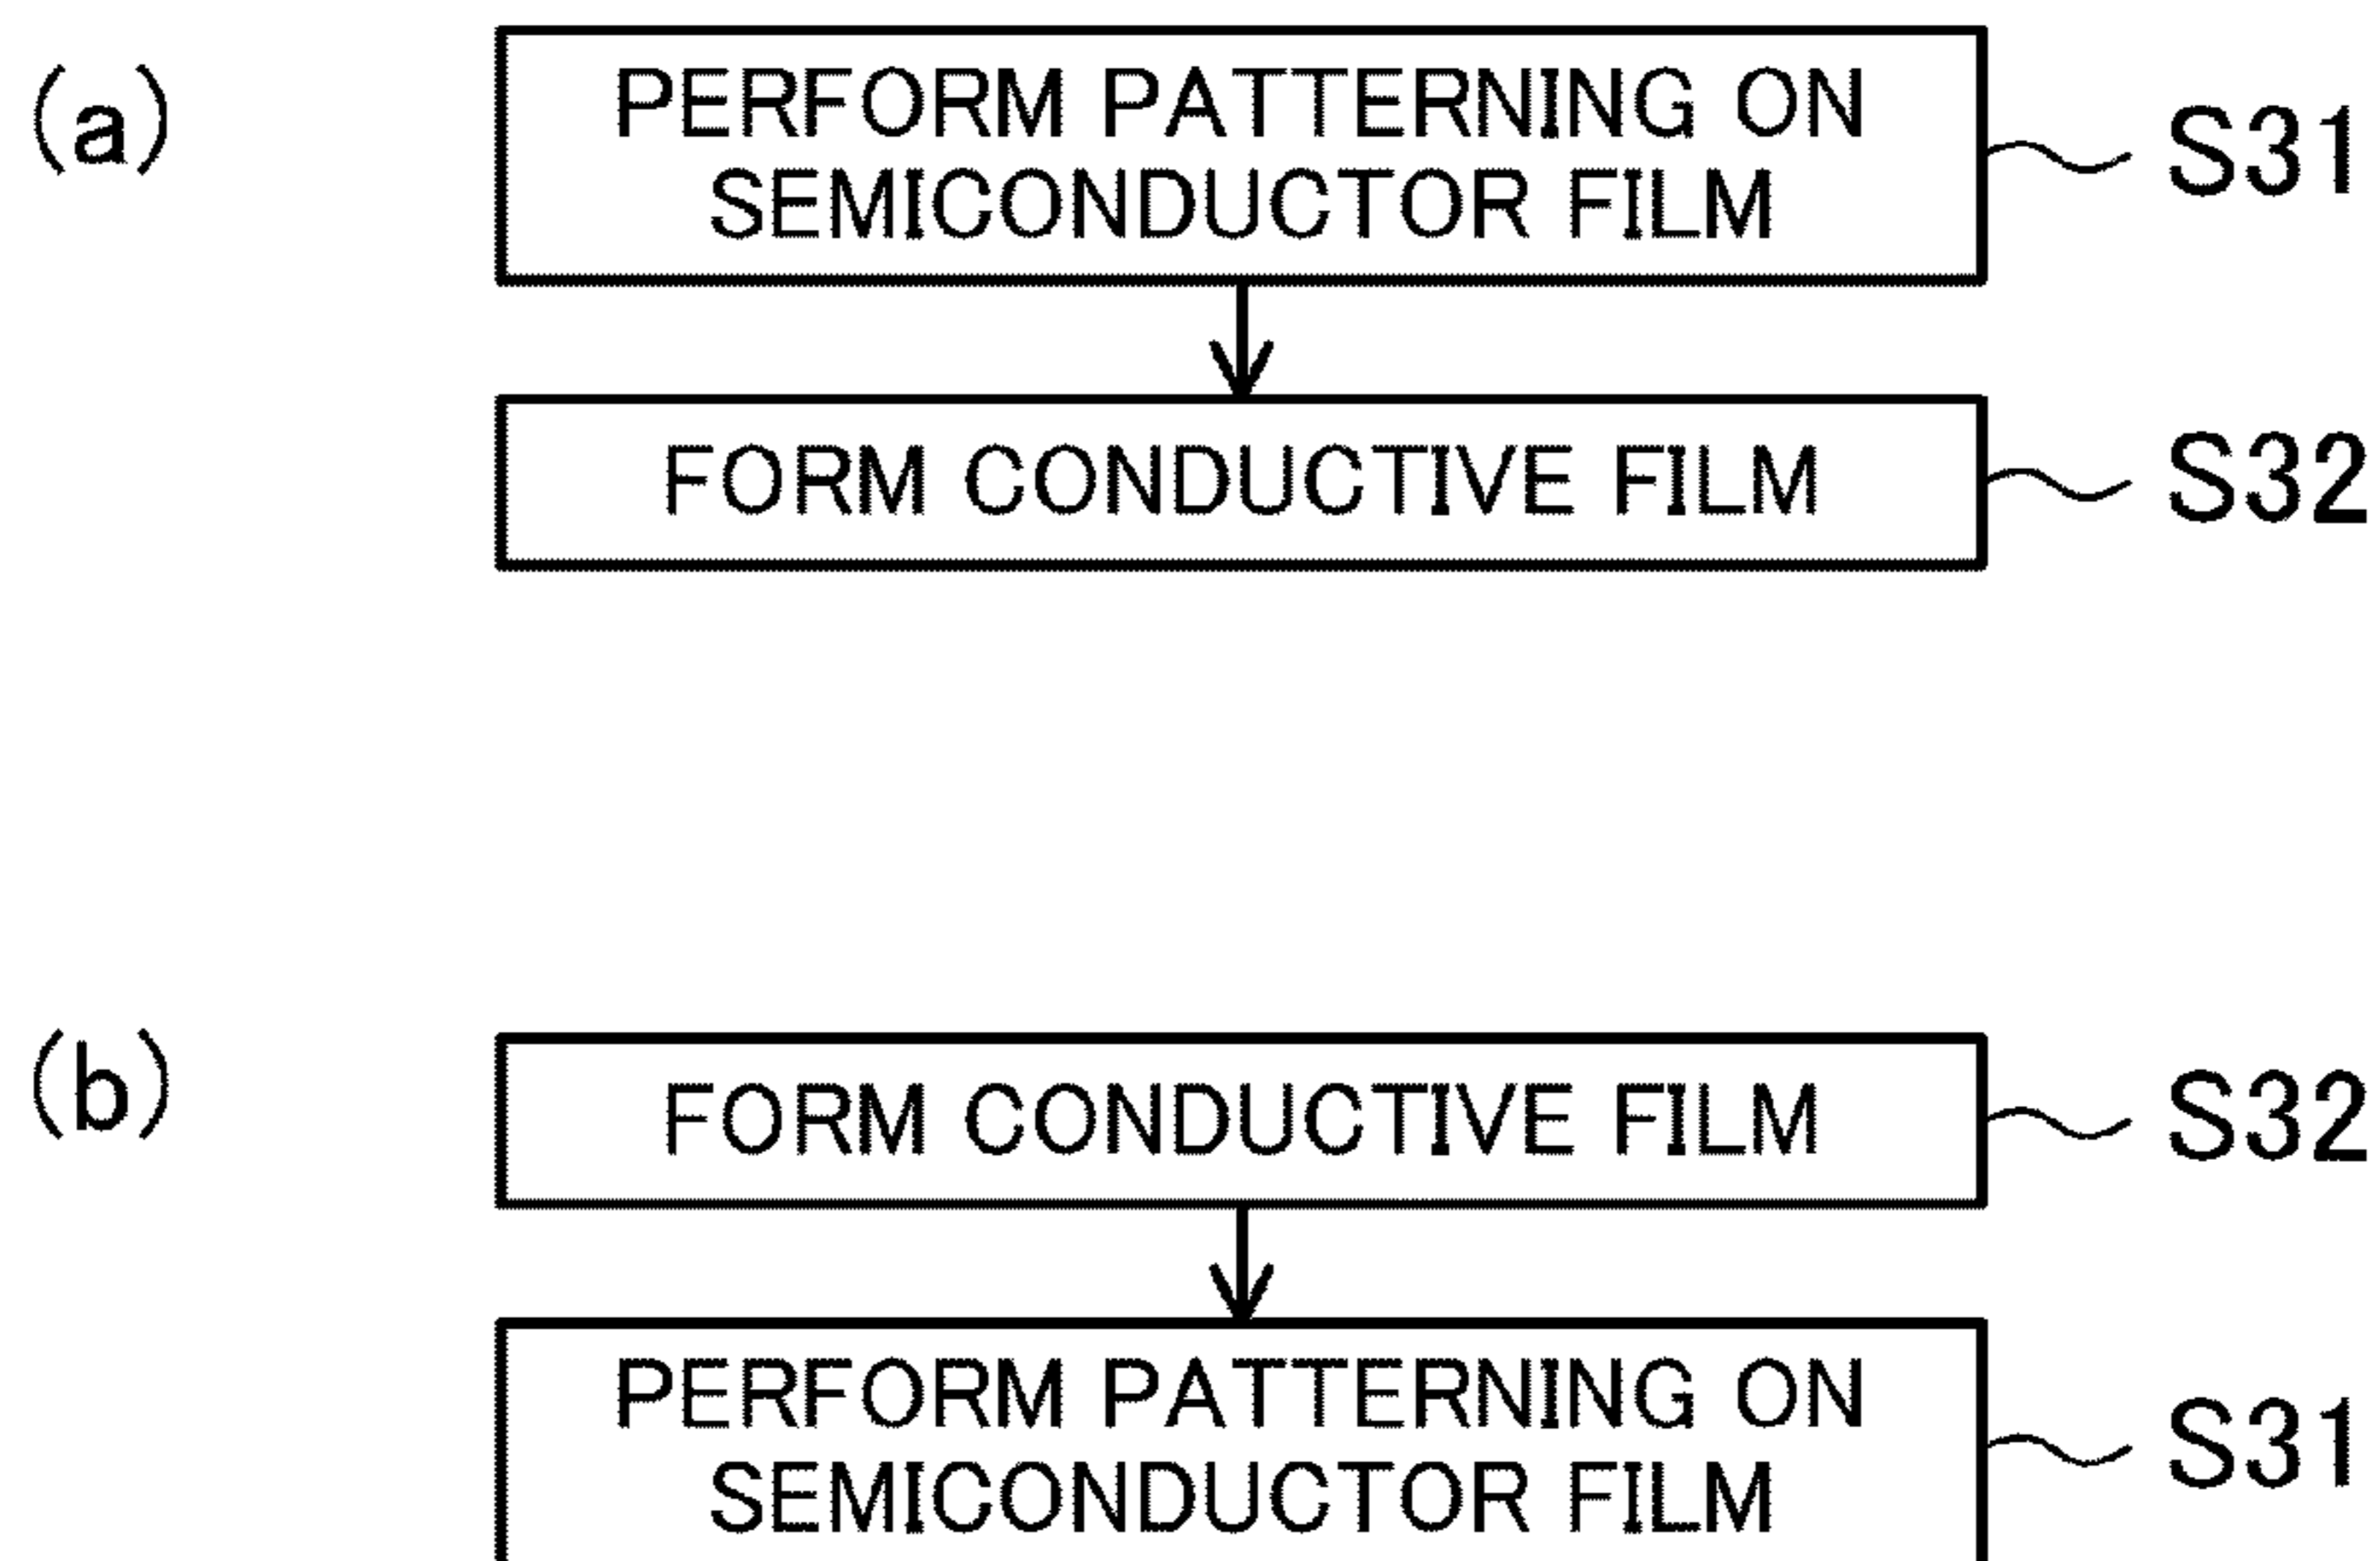 (a)
PERFORM PATTERNING ON
SEMICONDUCTOR FILM
S31
FORM CONDUCTIVE FILM
S32
(b)
FORM CONDUCTIVE FILM
S32
PERFORM PATTERNING ON
SEMICONDUCTOR FILM
S31